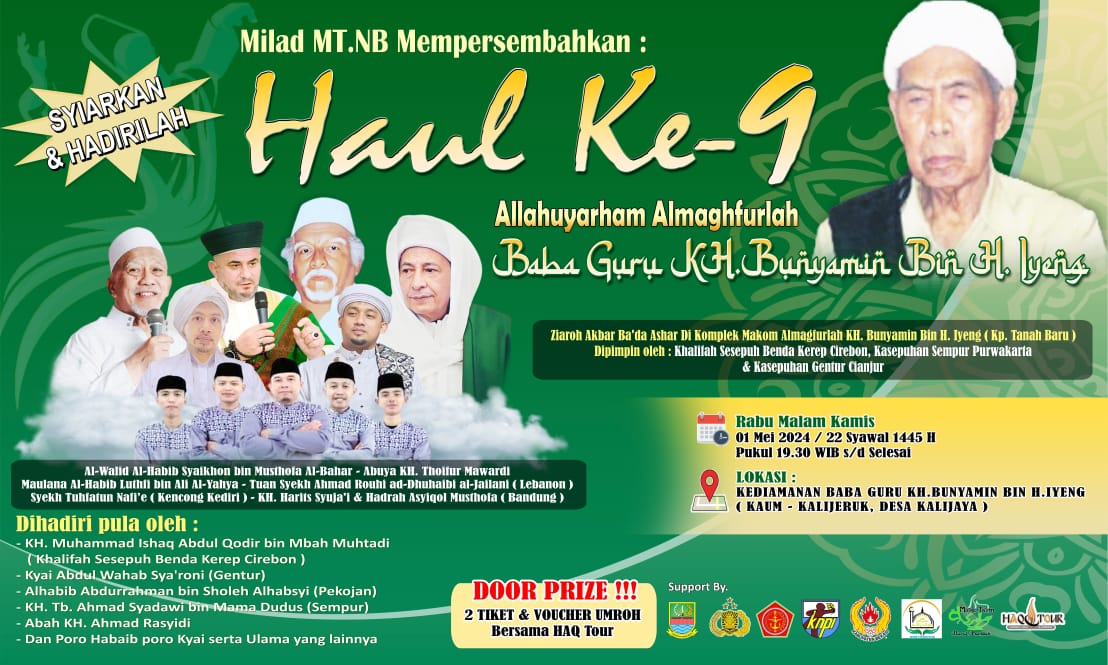 SYIARKAN
& HADIRILAH
Milad MT.NB Mempersembahkan :
Haul Ke-9
Allahuyarham Almaghfurlah
Baba Guru KH.Bunyamin Bin H. Iyeng
Ziaroh Akbar Ba'da Ashar Di Komplek Makom Almagfurlah KH. Bunyamin Bin H. Iyeng ( Kp. Tanah Baru )
Dipimpin oleh : Khalifah Sesepuh Benda Kerep Cirebon, Kasepuhan Sempur Purwakarta
& Kasepuhan Gentur Cianjur
Rabu Malam Kamis
01 Mei 2024 / 22 Syawal 1445 H
Pukul 19.30 WIB s/d Selesai
LOKASI :
KEDIAMANAN BABA GURU KH.BUNYAMIN BIN H.IYENG
( KAUM - KALIJERUK, DESA KALIJAYA )
Al-Walid Al-Habib Syaikhon bin Musthofa Al-Bahar - Abuya KH. Thoifur Mawardi
Maulana Al-Habib Luthfi bin Ali Al-Yahya - Tuan Syekh Ahmad Rouhi ad-Dhuhaibi al-Jailani ( Lebanon )
Syekh Tuhfatun Nafi'e ( Kencong Kediri ) - KH. Harits Syuja'i & Hadrah Asyiqol Musthofa ( Bandung )
Dihadiri pula oleh :
- KH. Muhammad Ishaq Abdul Qodir bin Mbah Muhtadi
( Khalifah Sesepuh Benda Kerep Cirebon )
- Kyai Abdul Wahab Sya'roni (Gentur)
- Alhabib Abdurrahman bin Sholeh Alhabsyi (Pekojan)
- KH. Tb. Ahmad Syadawi bin Mama Dudus (Sempur)
- Abah KH. Ahmad Rasyidi
- Dan Poro Habaib poro Kyai serta Ulama yang lainnya
DOOR PRIZE !!!
2 TIKET & VOUCHER UMROH
Bersama HAQ Tour
Support By.
knpi
HAQ TOUR